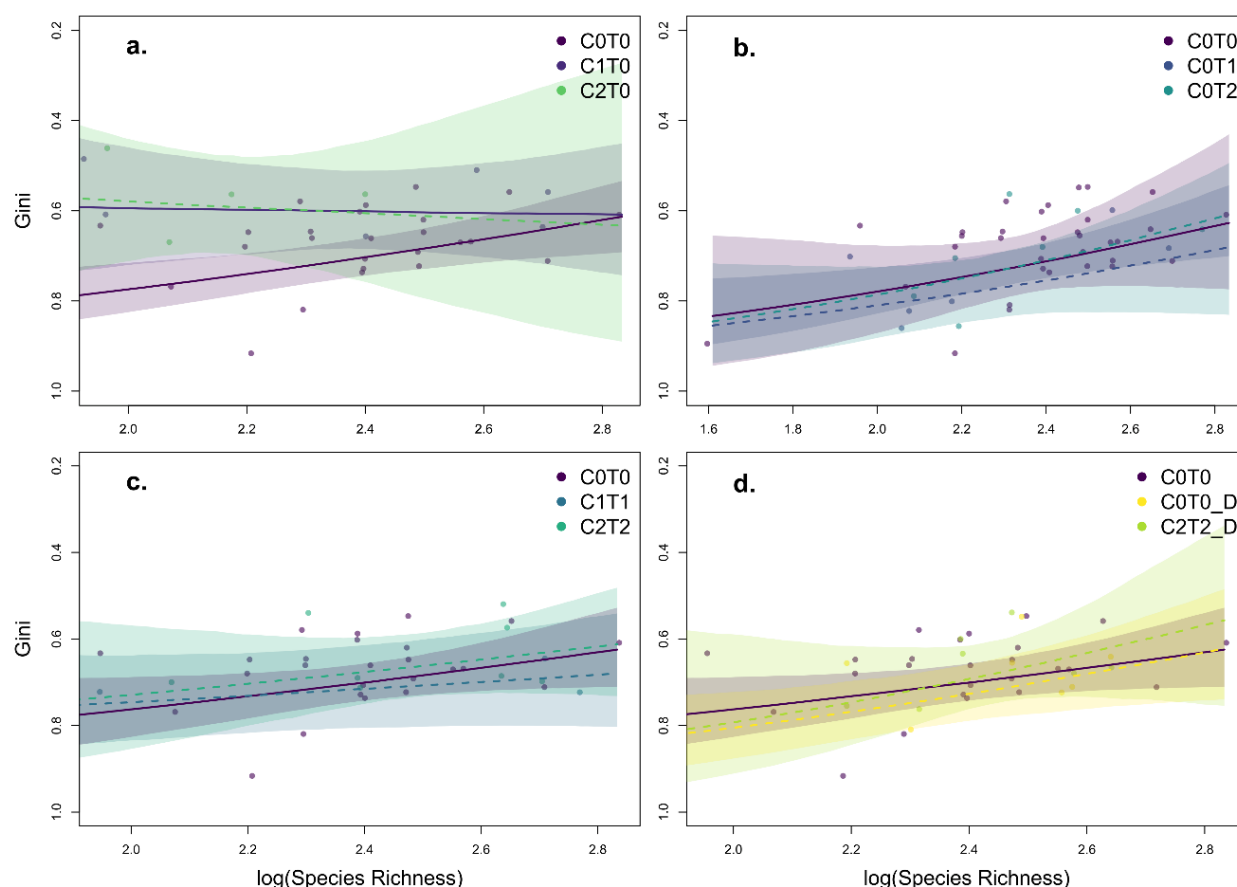 a.
C0T0
C1T0
C2T0
Gini
0.2
0.4
0.6
0.8
1.0
2.0 2.2 2.4 2.6 2.8
b.
C0T0
C0T1
C0T2
0.2
0.4
0.6
0.8
1.0
1.6 1.8 2.0 2.2 2.4 2.6 2.8
c.
C0T0
C1T1
C2T2
Gini
0.2
0.4
0.6
0.8
1.0
2.0 2.2 2.4 2.6 2.8
log(Species Richness)
d.
C0T0
C0T0_D
C2T2_D
0.2
0.4
0.6
0.8
1.0
2.0 2.2 2.4 2.6 2.8
log(Species Richness)